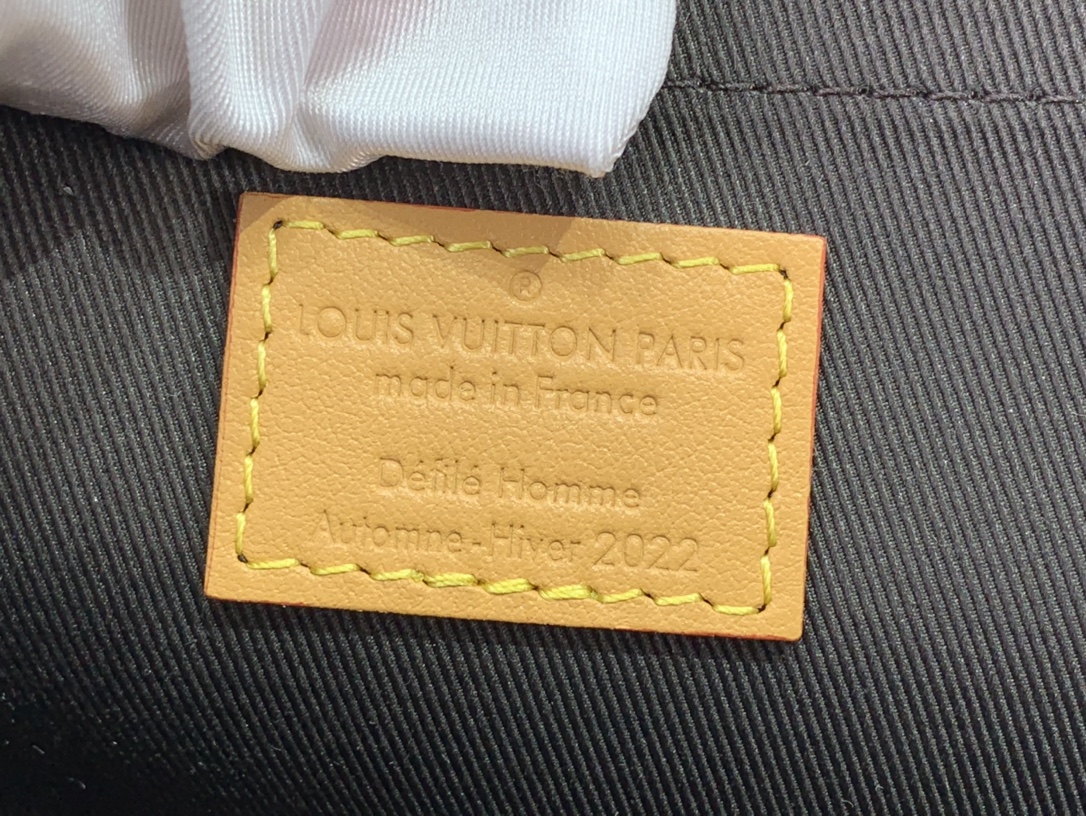 ®
LOUIS VUITTON PARIS
made in France
Défilé Homme
Automne-Hiver 2022